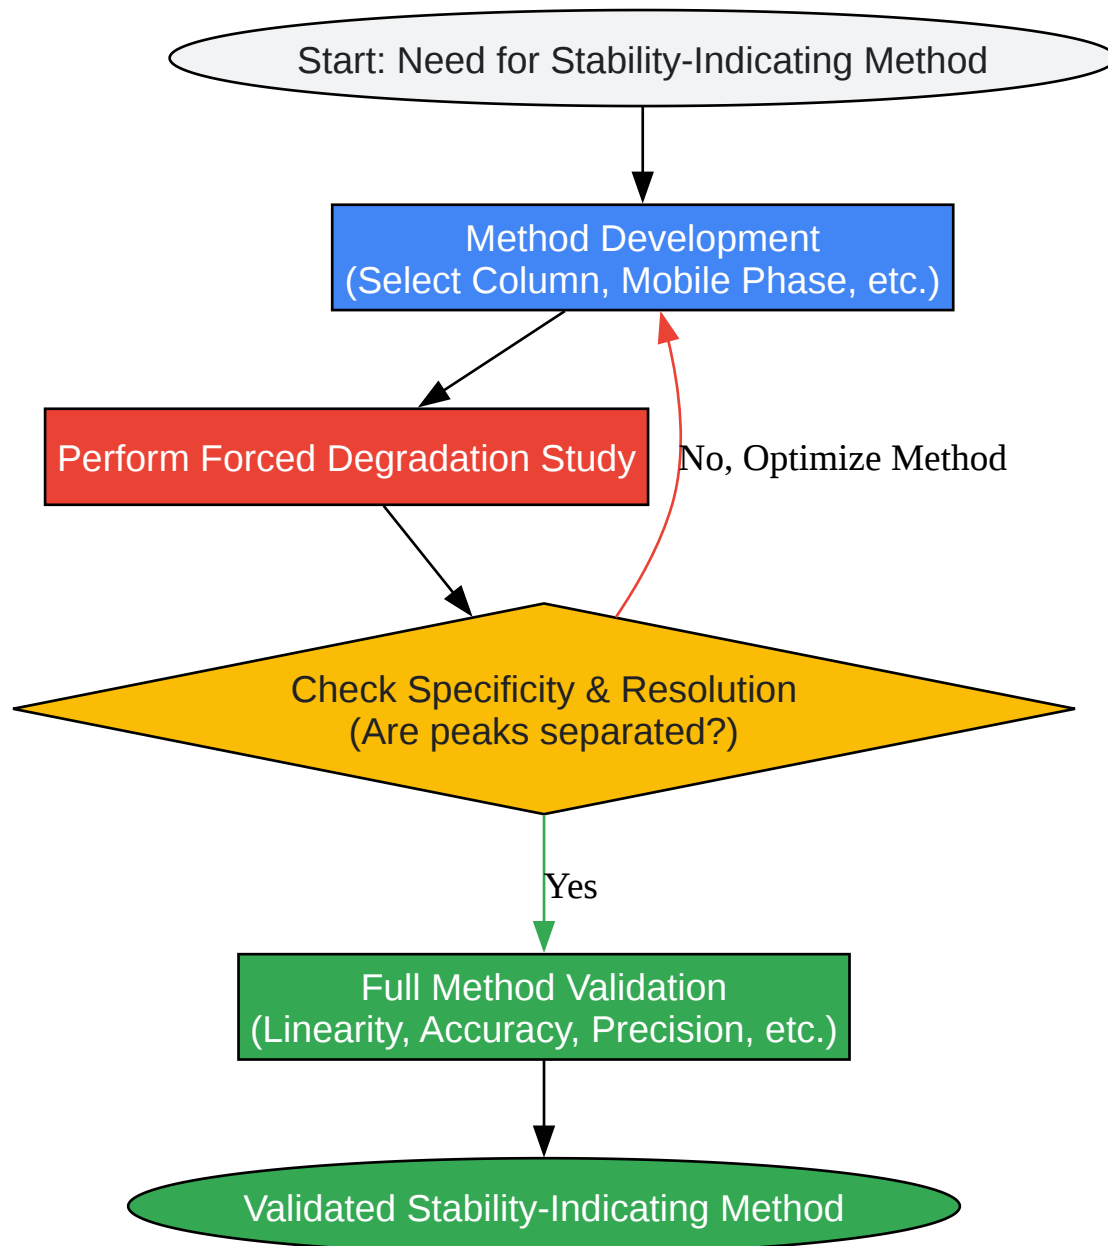 Start: Need for Stability-Indicating Method
Method Development
(Select Column, Mobile Phase, etc.)
Perform Forced Degradation Study
No, Optimize Method
Check Specificity & Resolution
(Are peaks separated?)
Yes
Full Method Validation
(Linearity, Accuracy, Precision, etc.)
Validated Stability-Indicating Method